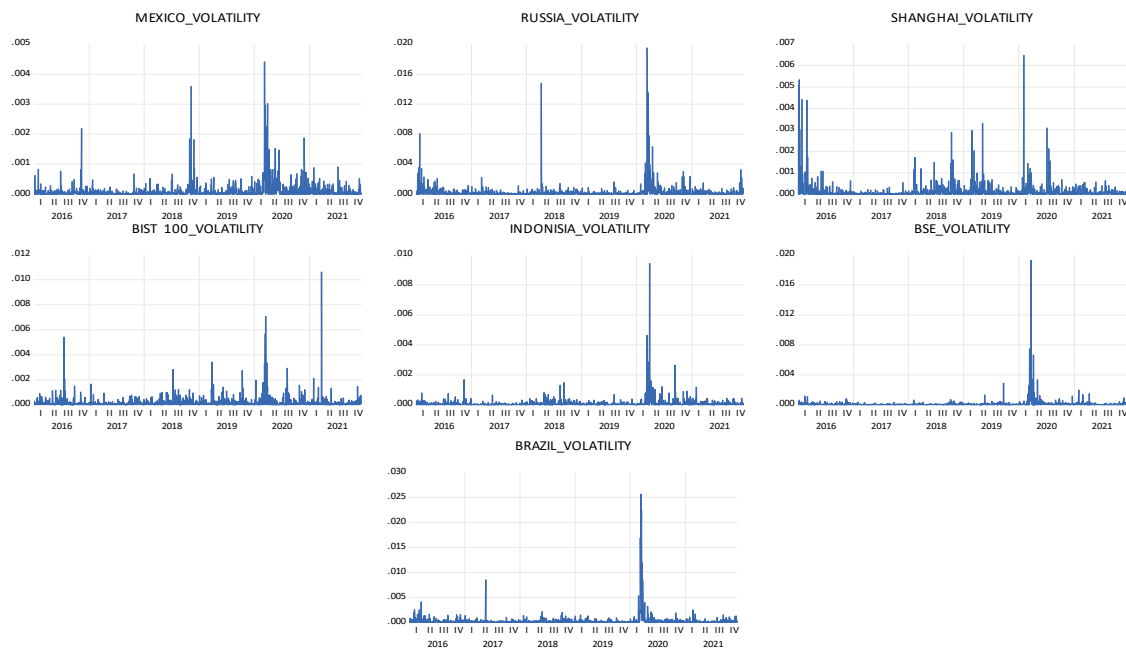 MEXICO_VOLATILITY
.005
.004
.003
.002
.001
.000
I II III IV I II III IV I II III IV I II III IV I II III IV I II III IV
2016 2017 2018 2019 2020 2021
RUSSIA_VOLATILITY
.020
.016
.012
.008
.004
.000
I II III IV I II III IV I II III IV I II III IV I II III IV I II III IV
2016 2017 2018 2019 2020 2021
SHANGHAI_VOLATILITY
.007
.006
.005
.004
.003
.002
.001
.000
I II III IV I II III IV I II III IV I II III IV I II III IV I II III IV
2016 2017 2018 2019 2020 2021
BIST 100_VOLATILITY
.012
.010
.008
.006
.004
.002
.000
I II III IV I II III IV I II III IV I II III IV I II III IV I II III IV
2016 2017 2018 2019 2020 2021
INDONISIA_VOLATILITY
.010
.008
.006
.004
.002
.000
I II III IV I II III IV I II III IV I II III IV I II III IV I II III IV
2016 2017 2018 2019 2020 2021
BSE_VOLATILITY
.020
.016
.012
.008
.004
.000
I II III IV I II III IV I II III IV I II III IV I II III IV I II III IV
2016 2017 2018 2019 2020 2021
BRAZIL_VOLATILITY
.030
.025
.020
.015
.010
.005
.000
I II III IV I II III IV I II III IV I II III IV I II III IV I II III IV
2016 2017 2018 2019 2020 2021